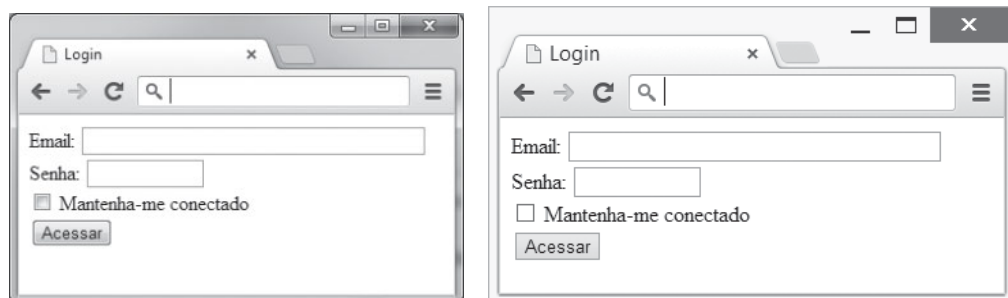 Login
Email:
Senha:
Mantenha-me conectado
Acessar
Login
Email:
Senha:
Mantenha-me conectado
Acessar